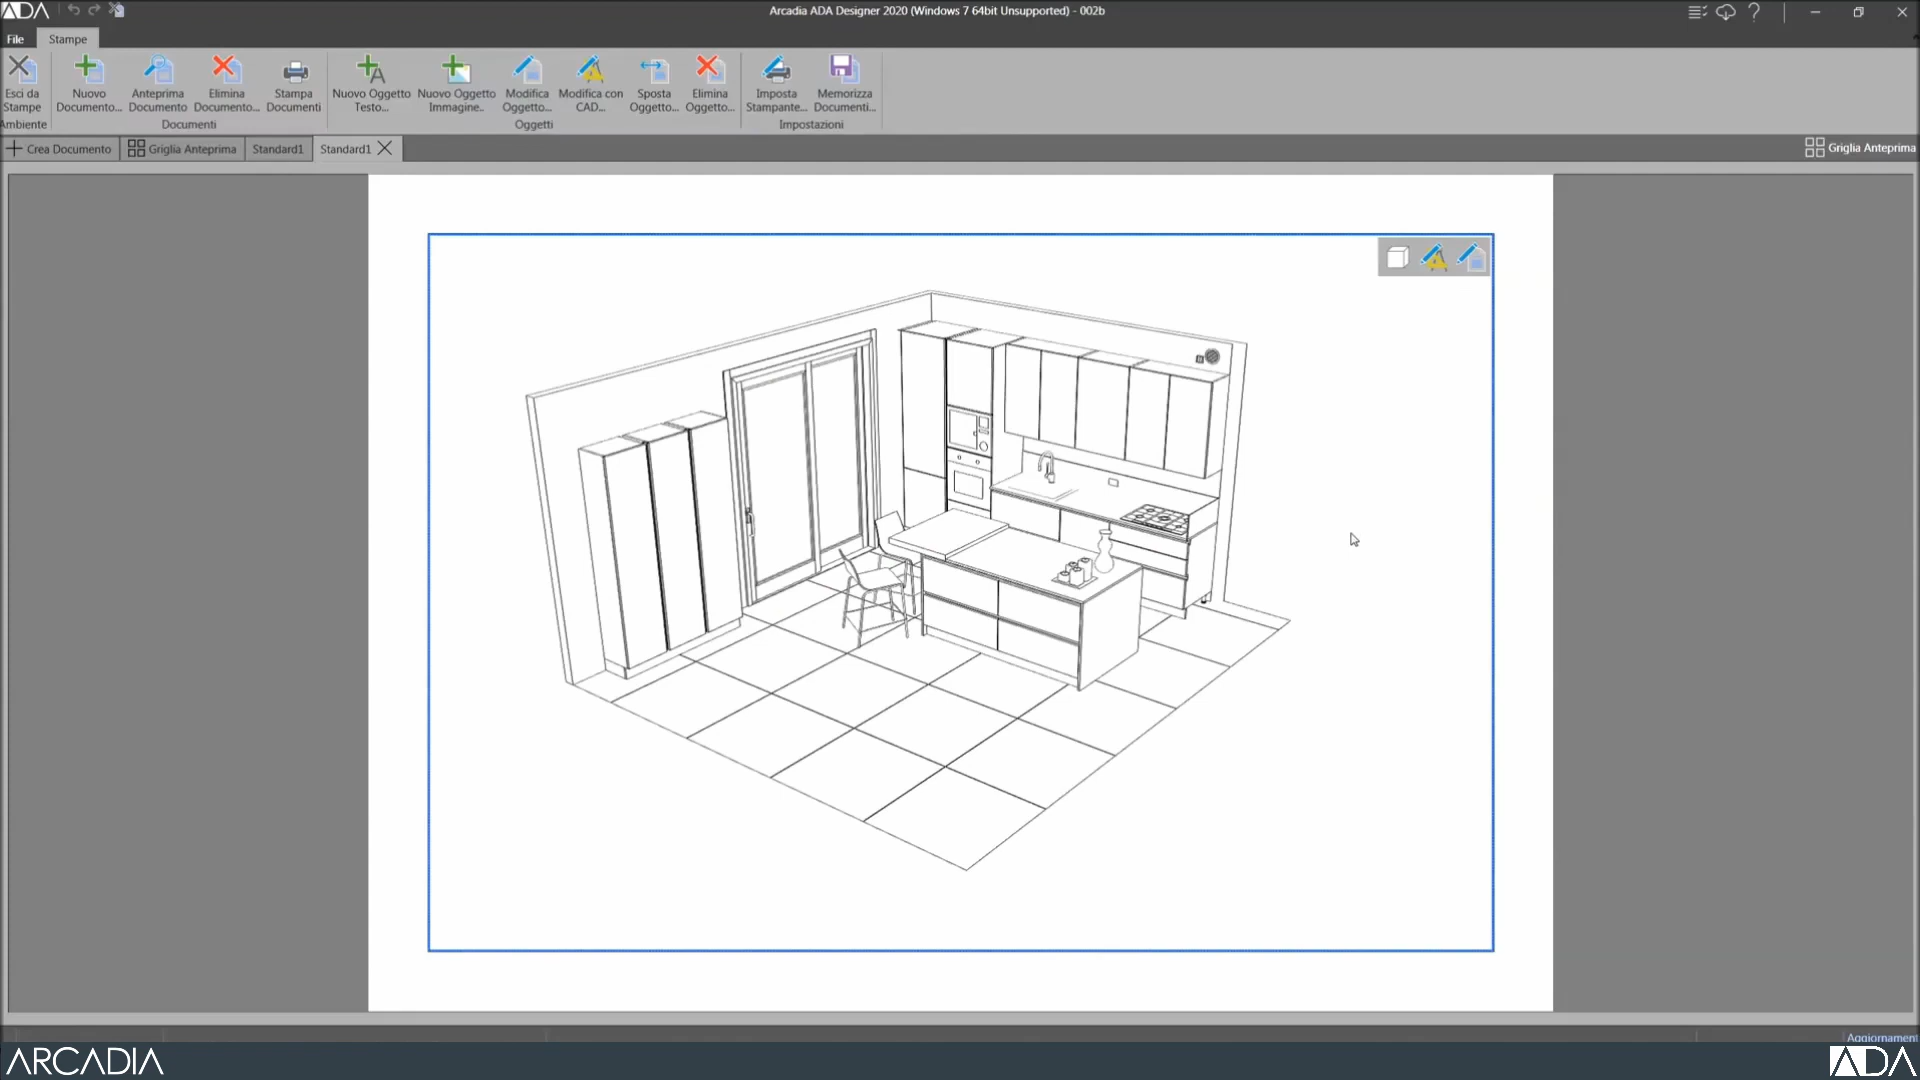 ADA
Arcadia ADA Designer 2020 (Windows 7 64bit Unsupported) - 002b
File
Stampe
Esci da
Stampe
Nuovo
Documento...
Anteprima
Documento
Elimina
Documento...
Stampa
Documenti
Nuovo Oggetto
Testo...
Nuovo Oggetto
Immagine..
Modifica
Oggetto...
Modifica con
CAD...
Sposta
Oggetto...
Elimina
Oggetto...
Imposta
Stampante...
Memorizza
Documenti...
Ambiente
Documenti
Oggetti
Impostazioni
Crea Documento
Griglia Anteprima
Standard1
Standard1
Griglia Anteprima
Aggiornament
ARCADIA
ADA